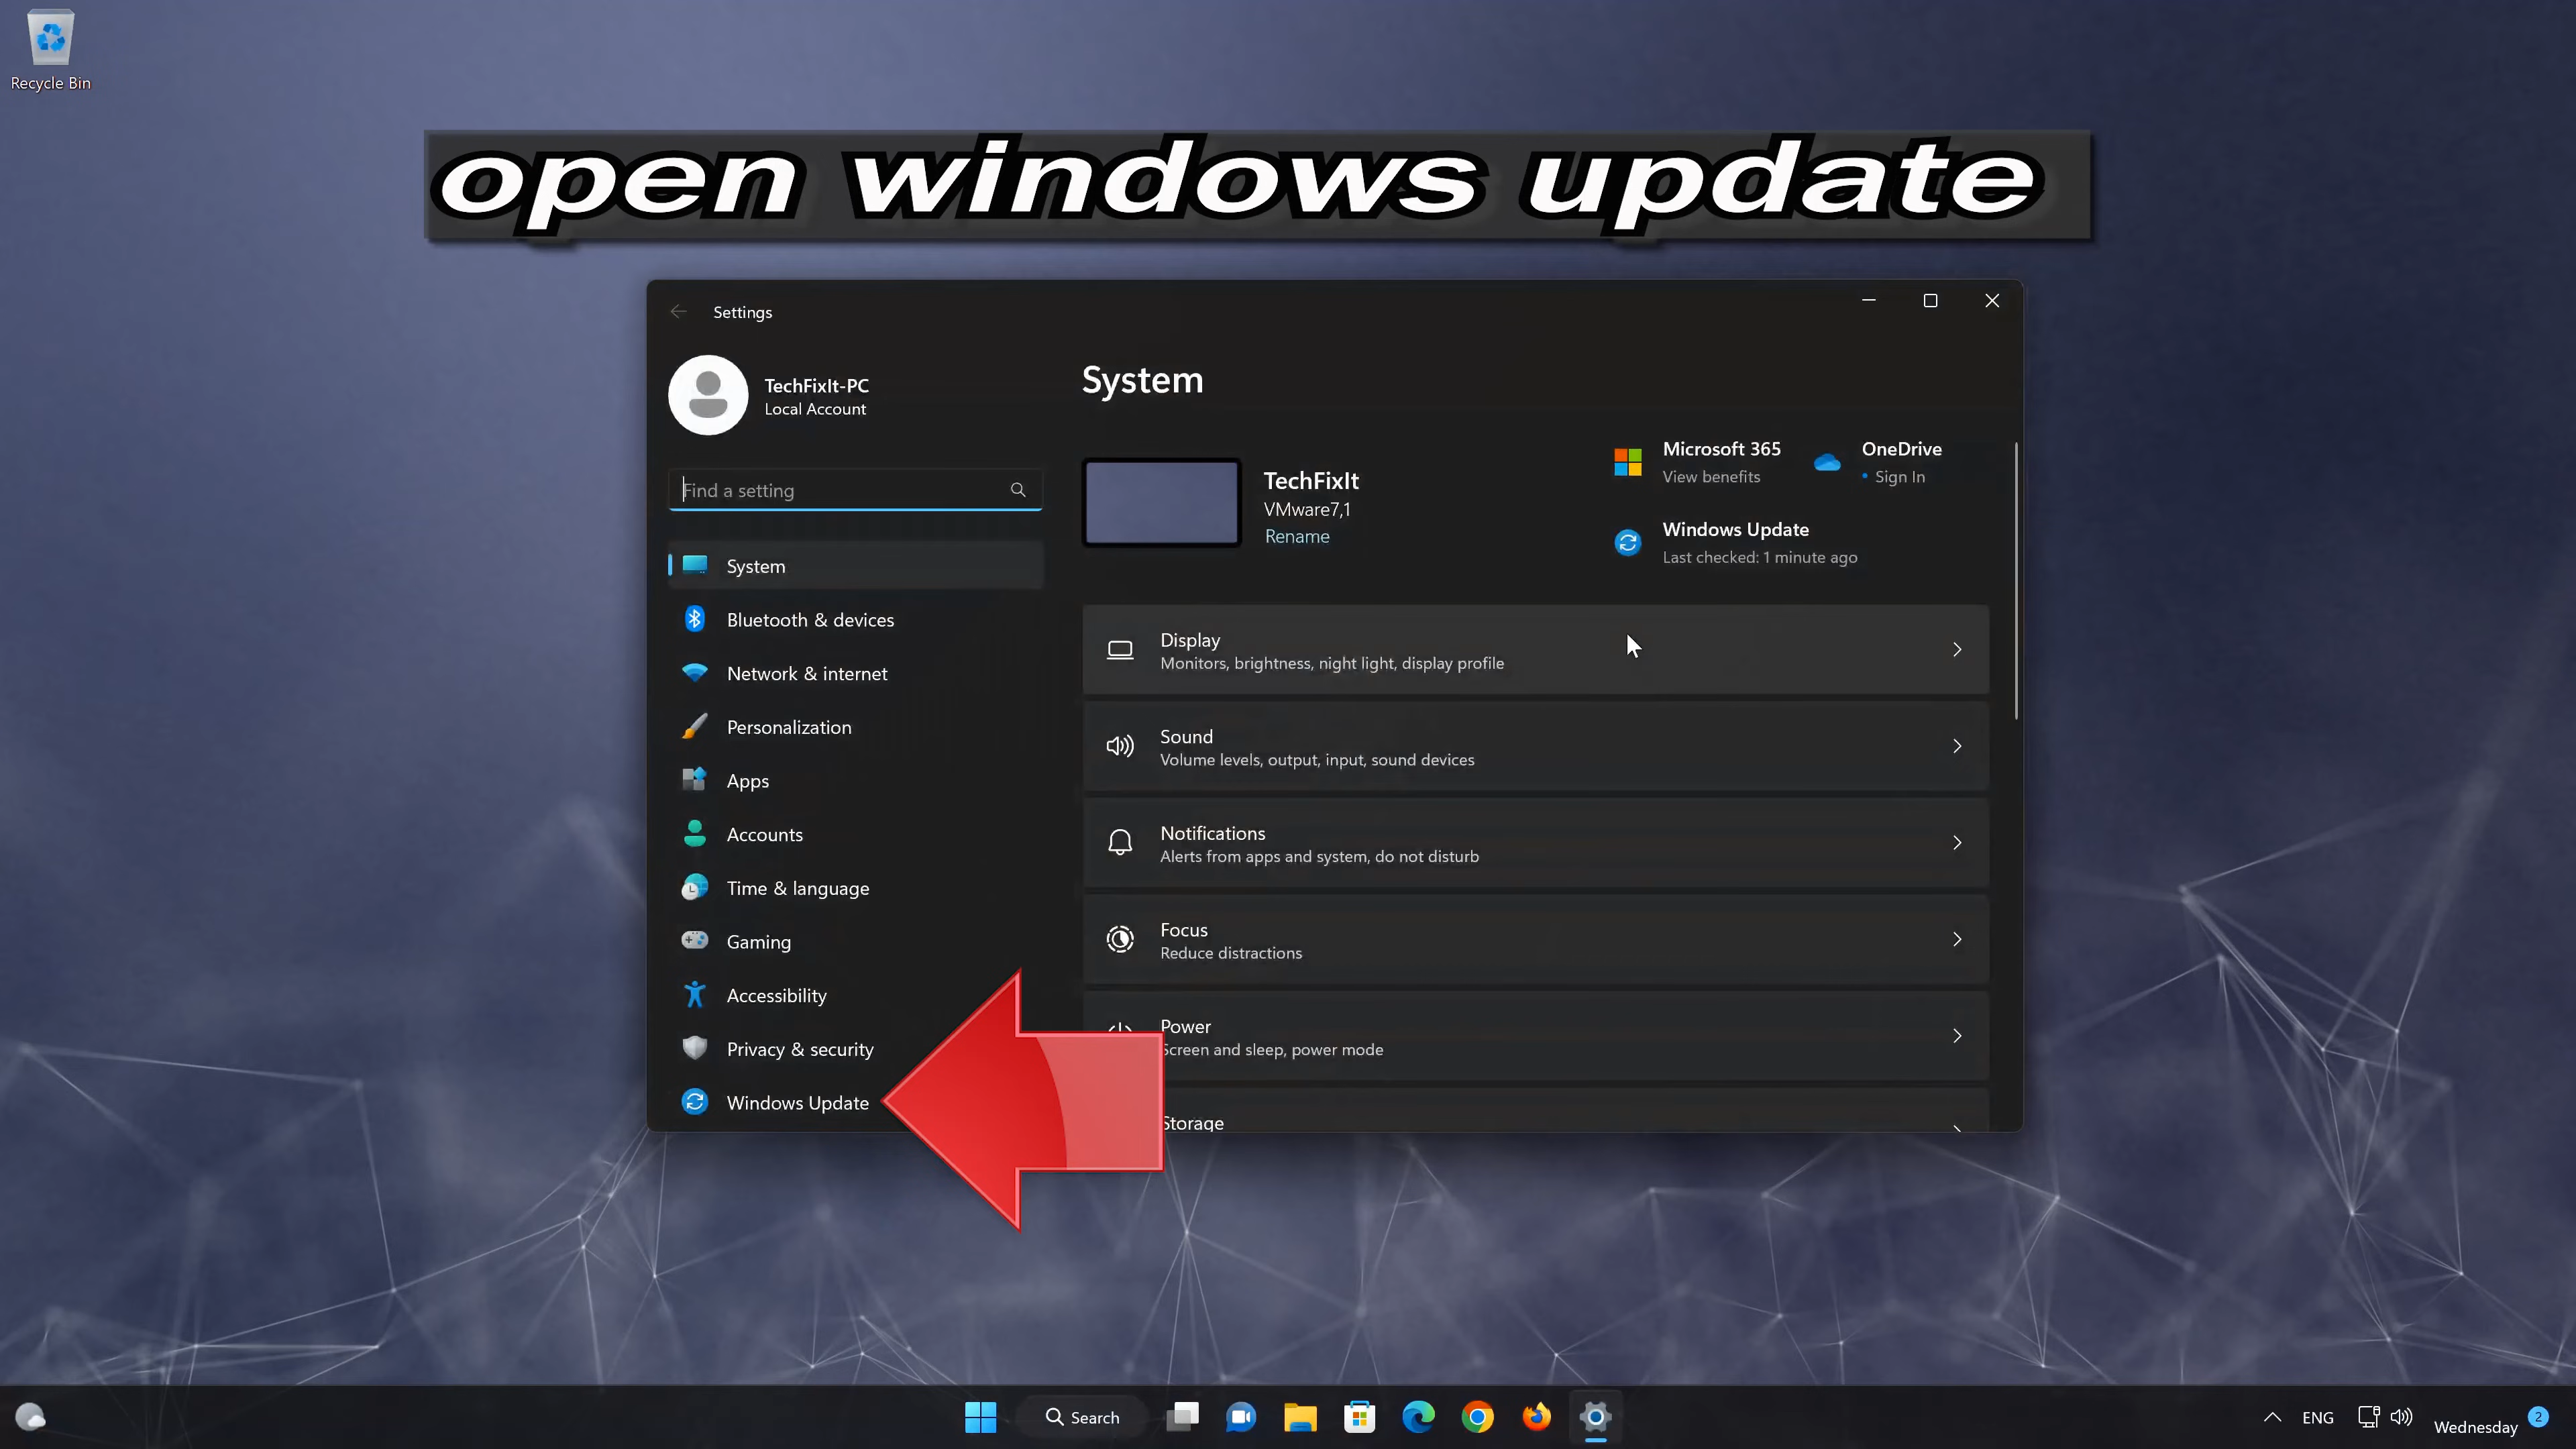 Recycle Bin
open windows update
Settings
TechFixIt-PC
Local Account
Find a setting
System
Bluetooth & devices
Network & internet
Personalization
Apps
Accounts
Time & language
Gaming
Accessibility
Privacy & security
Windows Update
System
TechFixIt
VMware7,1
Rename
Microsoft 365
View benefits
OneDrive
• Sign In
Windows Update
Last checked: 1 minute ago
Display
Monitors, brightness, night light, display profile
Sound
Volume levels, output, input, sound devices
Notifications
Alerts from apps and system, do not disturb
Focus
Reduce distractions
Power
Screen and sleep, power mode
Storage
Search
ENG
Wednesday
2